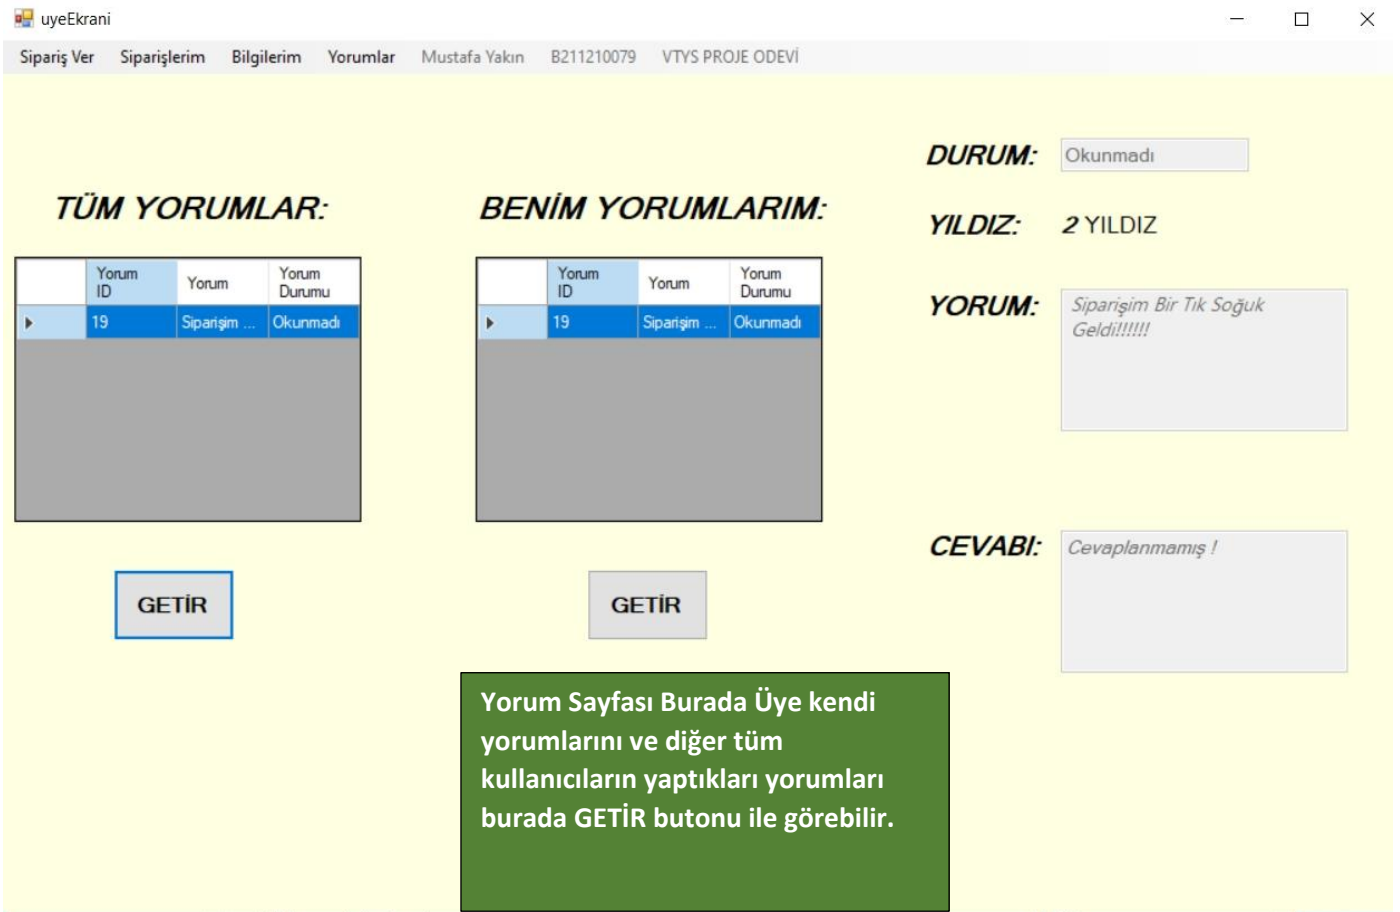 uyeEkrani
Sipariş Ver Siparişlerim Bilgilerim Yorumlar Mustafa Yakın B211210079 VTYS PROJE ODEVİ
TÜM YORUMLAR:
Yorum ID Yorum Yorum Durumu
19 Siparişim ... Okunmadı
GETİR
BENİM YORUMLARIM:
Yorum ID Yorum Yorum Durumu
19 Siparişim ... Okunmadı
GETİR
DURUM: Okunmadı
YILDIZ: 2 YILDIZ
YORUM: Siparişim Bir Tık Soğuk
Geldi!!!!!!
CEVABI: Cevaplanmamış !
Yorum Sayfası Burada Üye kendi
yorumlarını ve diğer tüm
kullanıcıların yaptıkları yorumları
burada GETİR butonu ile görebilir.